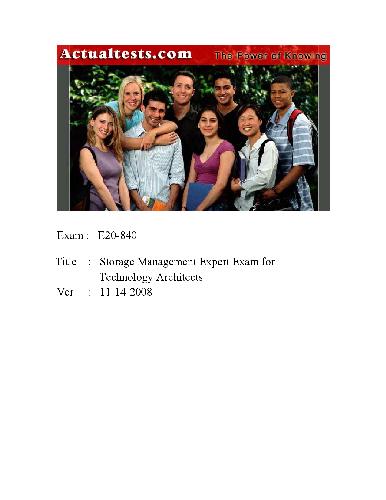 Actualtests.com The Power of Knowing
Exam : E20-840
Title : Storage Management Expert Exam for
Technology Architects
Ver : 11-14-2008